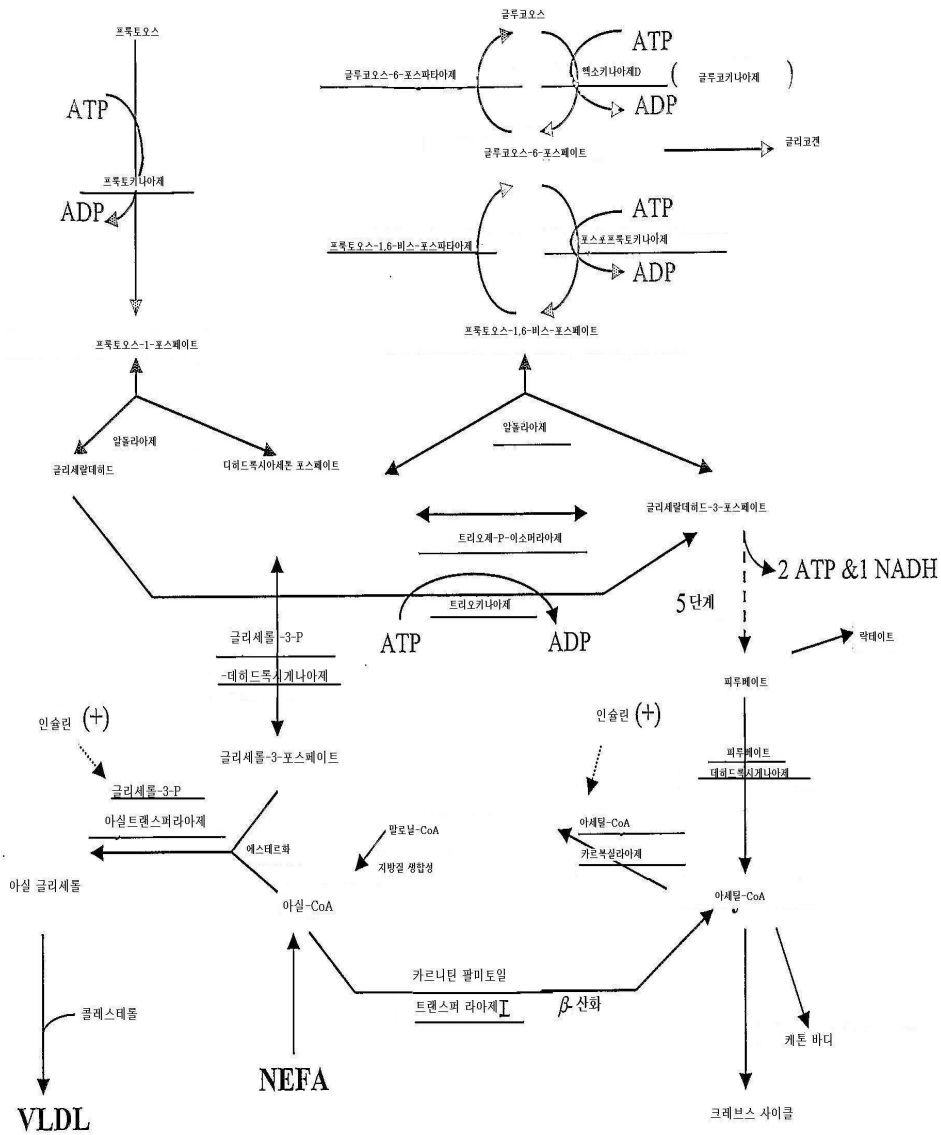 글루코오스
프룩토오스
ATP
글루코오스-6-포스파타아제
헥소키나아제D
( 글루코키나아제 )
ATP
ADP
글루코오스-6-포스페이트
글리코겐
프룩토키나아제
ADP
ATP
프룩토오스-1,6-비스-포스파타아제
포스포프룩토키나아제
ADP
프룩토오스-1-포스페이트
프룩토오스-1,6-비스-포스페이트
알돌라아제
알돌라아제
글리세랄데히드
디히드록시아세톤 포스페이트
글리세랄데히드-3-포스페이트
트리오제-P-이소머라아제
2 ATP &1 NADH
5단계
트리오키나아제
ATP
ADP
글리세롤-3-P
-데히드록시게나아제
락테이트
피루베이트
인슐린 (+)
인슐린 (+)
글리세롤-3-포스페이트
피루베이트
데히드록시게나아제
글리세롤-3-P
아실트랜스퍼라아제
에스테르화
말로닐-CoA
지방질 생합성
아세틸-CoA
카르복실라아제
아실 글리세롤
아실-CoA
아세틸-CoA
카르니틴 팔미토일
트랜스퍼 라아제 I
β-산화
콜레스테롤
케톤 바디
NEFA
VLDL
크레브스 사이클